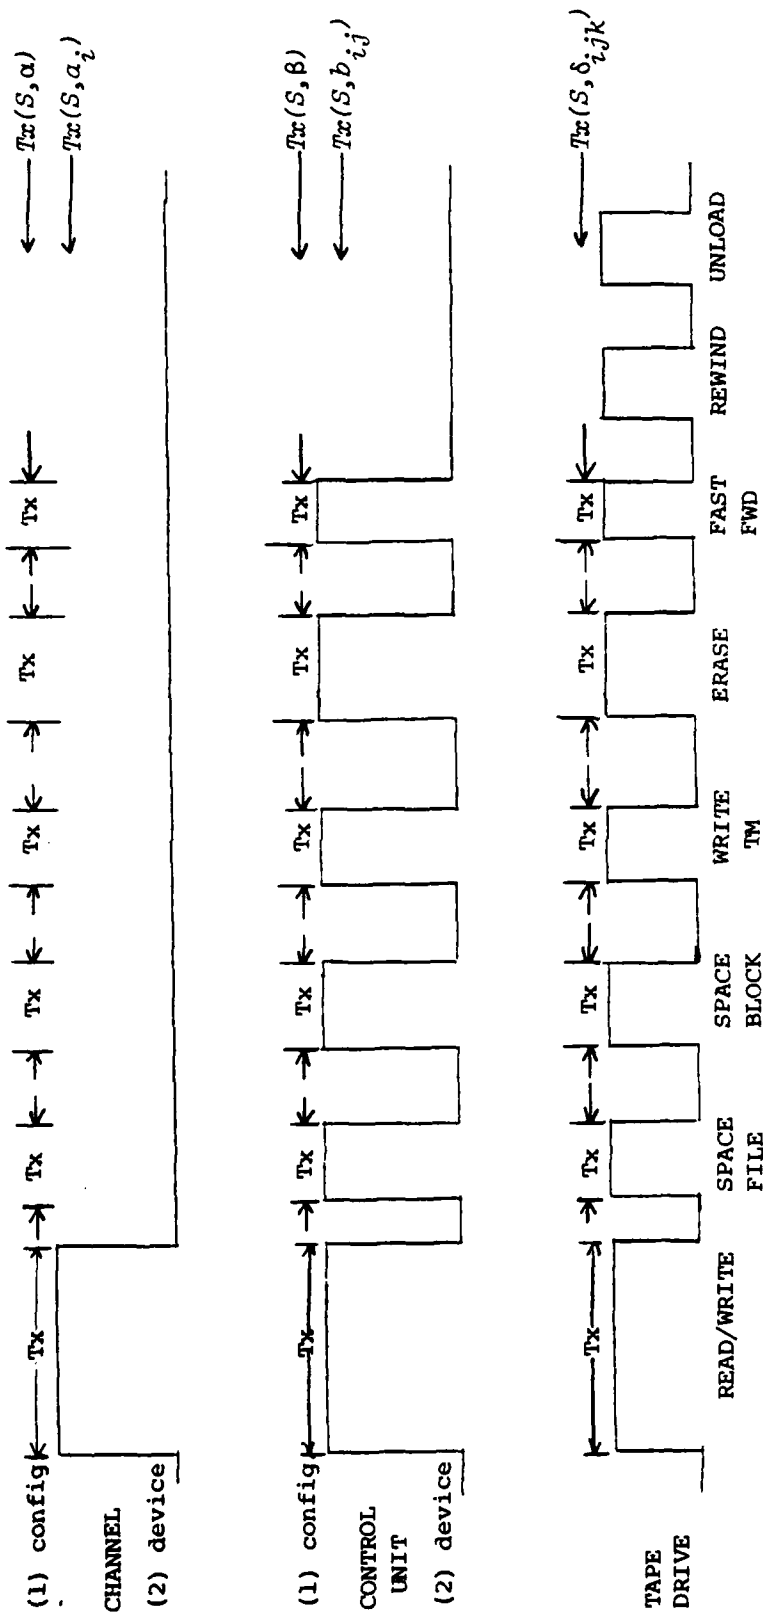 (1) config
CHANNEL
(2) device
Tx Tx Tx Tx Tx Tx
Tx(S,α)
Tx(S,a_i)
(1) config
CONTROL
UNIT
(2) device
Tx Tx Tx Tx Tx Tx
Tx(S,β)
Tx(S,b_ij)
TAPE
DRIVE
Tx Tx Tx Tx Tx Tx
Tx(S,δ_ijk)
READ/WRITE
SPACE
FILE
SPACE
BLOCK
WRITE
TM
ERASE
FAST
FWD
REWIND
UNLOAD